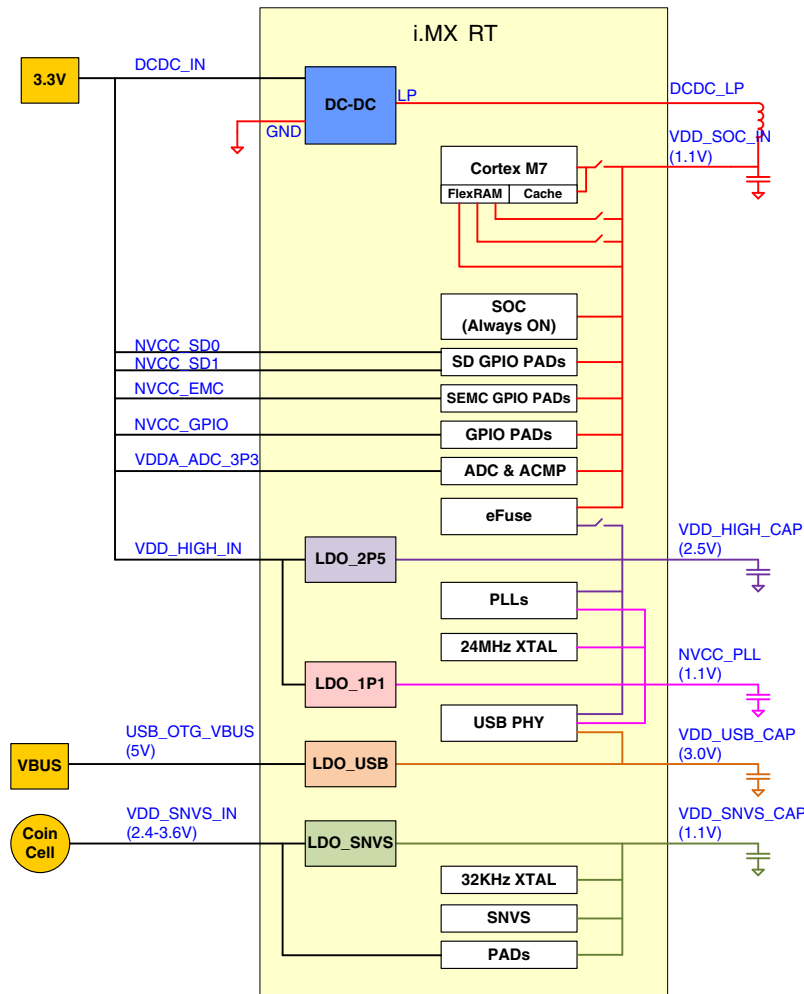 i.MX RT
3.3V
DCDC_IN
DC-DC
LP
GND
DCDC_LP
VDD_SOC_IN
(1.1V)
Cortex M7
FlexRAM
Cache
SOC
(Always ON)
NVCC_SD0
NVCC_SD1
SD GPIO PADs
NVCC_EMC
SEMC GPIO PADs
NVCC_GPIO
GPIO PADs
VDDA_ADC_3P3
ADC & ACMP
eFuse
VDD_HIGH_IN
LDO_2P5
VDD_HIGH_CAP
(2.5V)
PLLs
24MHz XTAL
LDO_1P1
NVCC_PLL
(1.1V)
USB PHY
VBUS
USB_OTG_VBUS
(5V)
LDO_USB
VDD_USB_CAP
(3.0V)
Coin
Cell
VDD_SNVS_IN
(2.4-3.6V)
LDO_SNVS
VDD_SNVS_CAP
(1.1V)
32KHz XTAL
SNVS
PADs